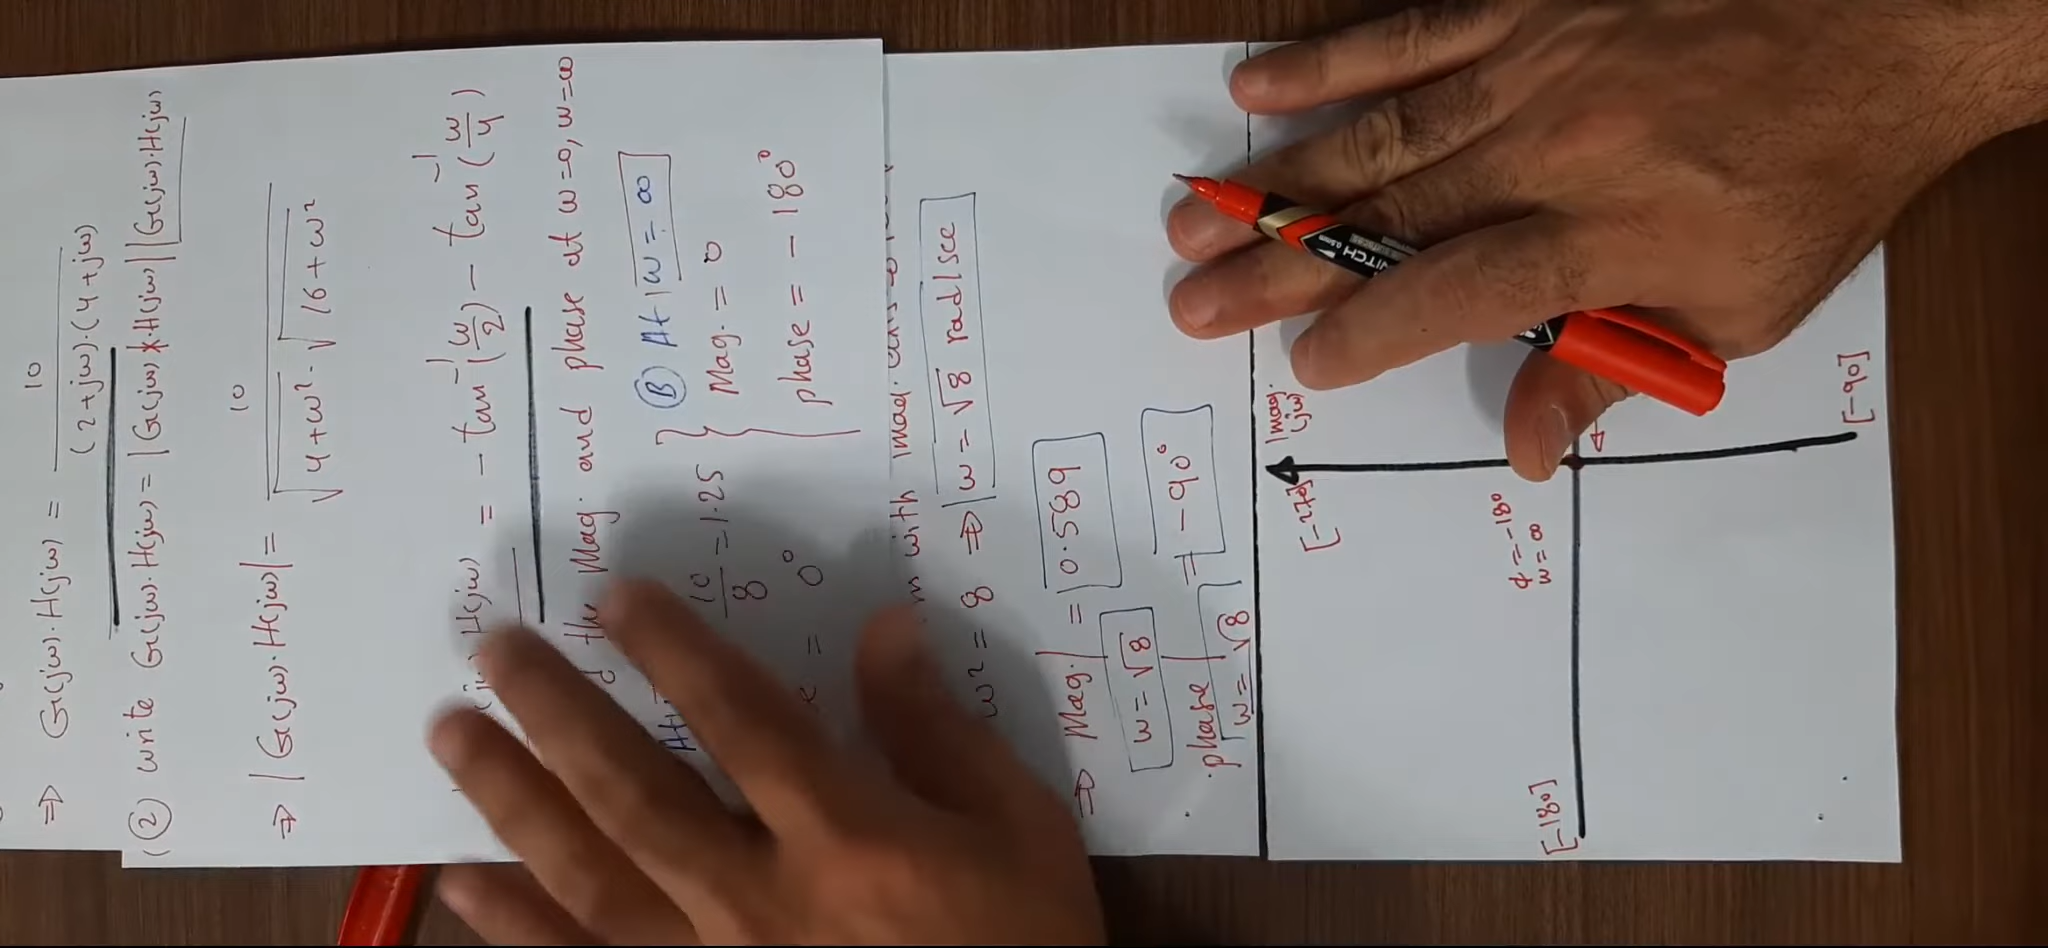 ⇒ G(jω).H(jω) = 10 / (2+jω).(4+jω)
(2) write G(jω).H(jω) = |G(jω)*.H(jω)| |G(jω).H(jω)
⇒ |G(jω).H(jω)| = 10 / √4+ω² . √16+ω²
H(jω) = - tan⁻¹(ω/2) - tan⁻¹(ω/4)
the Mag. and phase at ω=0, ω=∞
10/8 = 1.25
= 0°
(B) At ω = ∞
Mag. = 0
phase = -180°
with imag.
ω² = 8 ⇒ ω = √8 rad/sec
⇒ Mag.| ω=√8 = 0.589
phase| ω=√8 = -90°
Imag.
(jω)
[-270]
ϕ=-180°
ω=∞
[-180]
[-90]